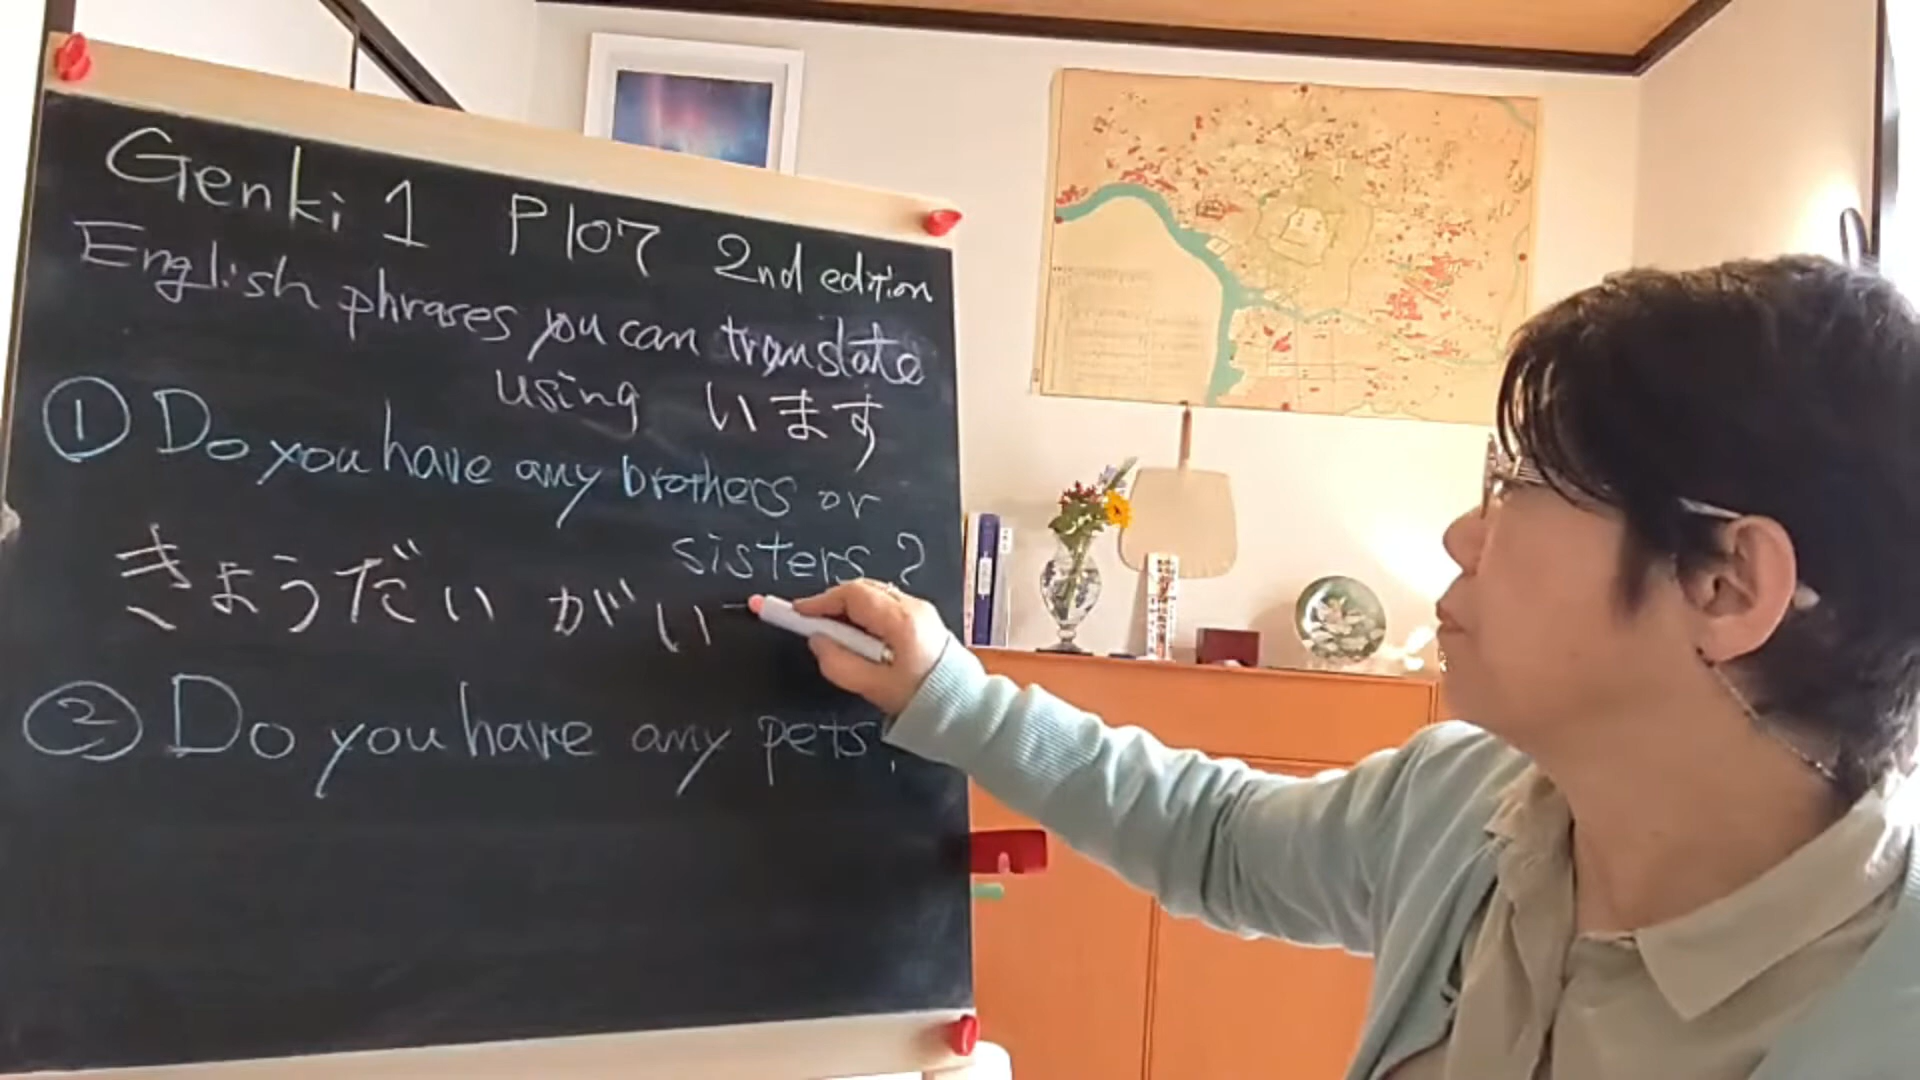 Genki 1 P107 2nd edition
English phrases you can translate
using います
① Do you have any brothers or
sisters?
きょうだいがい
② Do you have any pets?